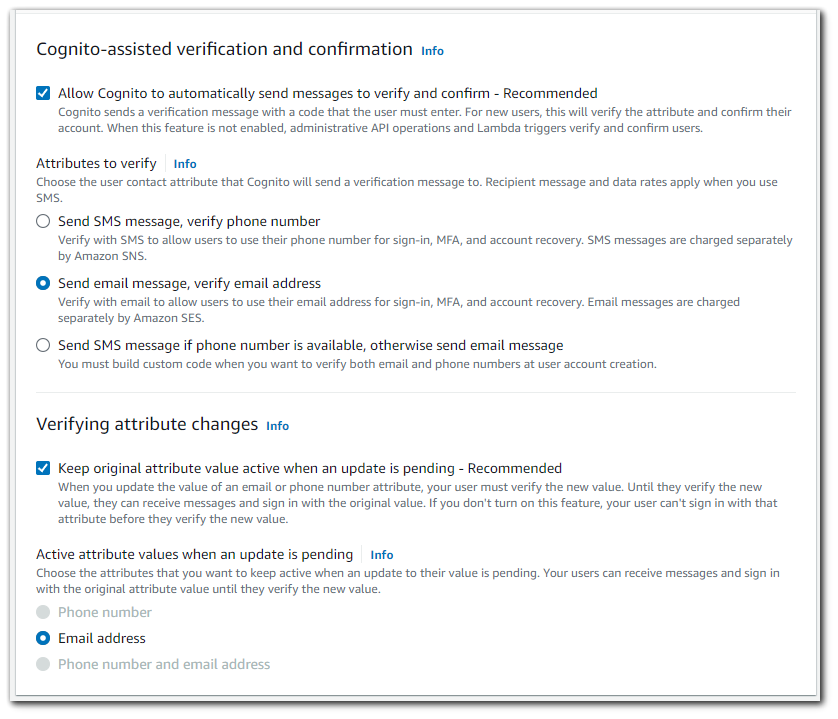 Cognito-assisted verification and confirmation Info
Allow Cognito to automatically send messages to verify and confirm - Recommended
Cognito sends a verification message with a code that the user must enter. For new users, this will verify the attribute and confirm their
account. When this feature is not enabled, administrative API operations and Lambda triggers verify and confirm users.
Attributes to verify Info
Choose the user contact attribute that Cognito will send a verification message to. Recipient message and data rates apply when you use
SMS.
Send SMS message, verify phone number
Verify with SMS to allow users to use their phone number for sign-in, MFA, and account recovery. SMS messages are charged separately
by Amazon SNS.
Send email message, verify email address
Verify with email to allow users to use their email address for sign-in, MFA, and account recovery. Email messages are charged
separately by Amazon SES.
Send SMS message if phone number is available, otherwise send email message
You must build custom code when you want to verify both email and phone numbers at user account creation.
Verifying attribute changes Info
Keep original attribute value active when an update is pending - Recommended
When you update the value of an email or phone number attribute, your user must verify the new value. Until they verify the new
value, they can receive messages and sign in with the original value. If you don't turn on this feature, your user can't sign in with that
attribute before they verify the new value.
Active attribute values when an update is pending Info
Choose the attributes that you want to keep active when an update to their value is pending. Your users can receive messages and sign in
with the original attribute value until they verify the new value.
Phone number
Email address
Phone number and email address